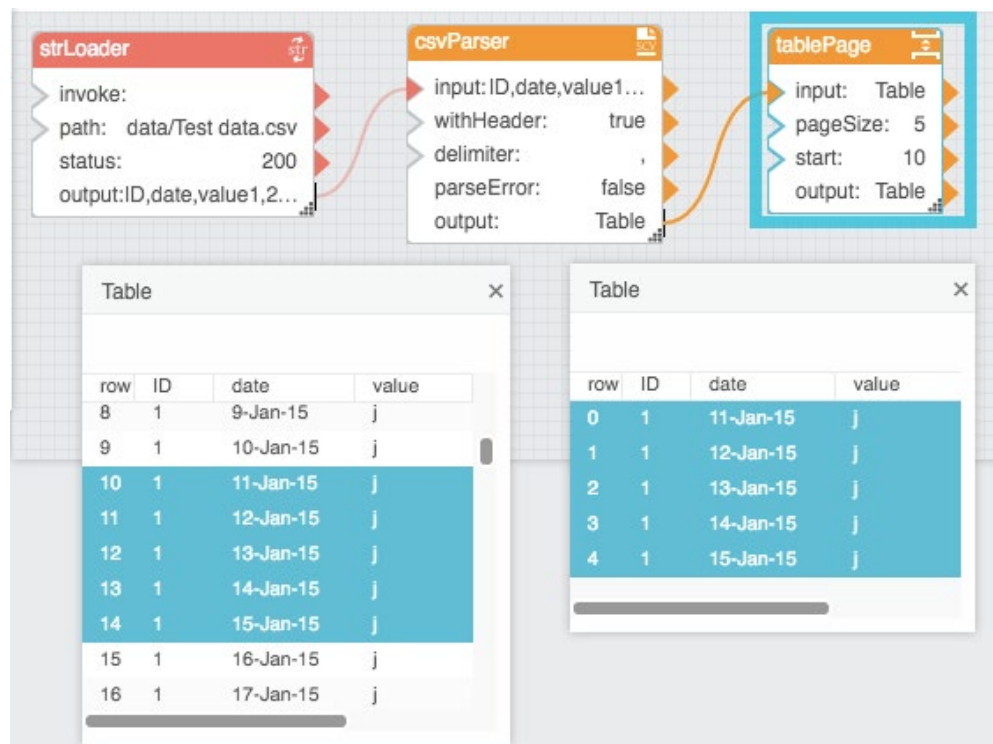 strLoader
str
invoke:
path: data/Test data.csv
status: 200
output:ID,date,value1,2...
csvParser
SCV
input: ID,date,value1...
withHeader: true
delimiter: ,
parseError: false
output: Table
tablePage
input: Table
pageSize: 5
start: 10
output: Table
Table ×
row ID date value
8 1 9-Jan-15 j
9 1 10-Jan-15 j
10 1 11-Jan-15 j
11 1 12-Jan-15 j
12 1 13-Jan-15 j
13 1 14-Jan-15 j
14 1 15-Jan-15 j
15 1 16-Jan-15 j
16 1 17-Jan-15 j
Table ×
row ID date value
0 1 11-Jan-15 j
1 1 12-Jan-15 j
2 1 13-Jan-15 j
3 1 14-Jan-15 j
4 1 15-Jan-15 j